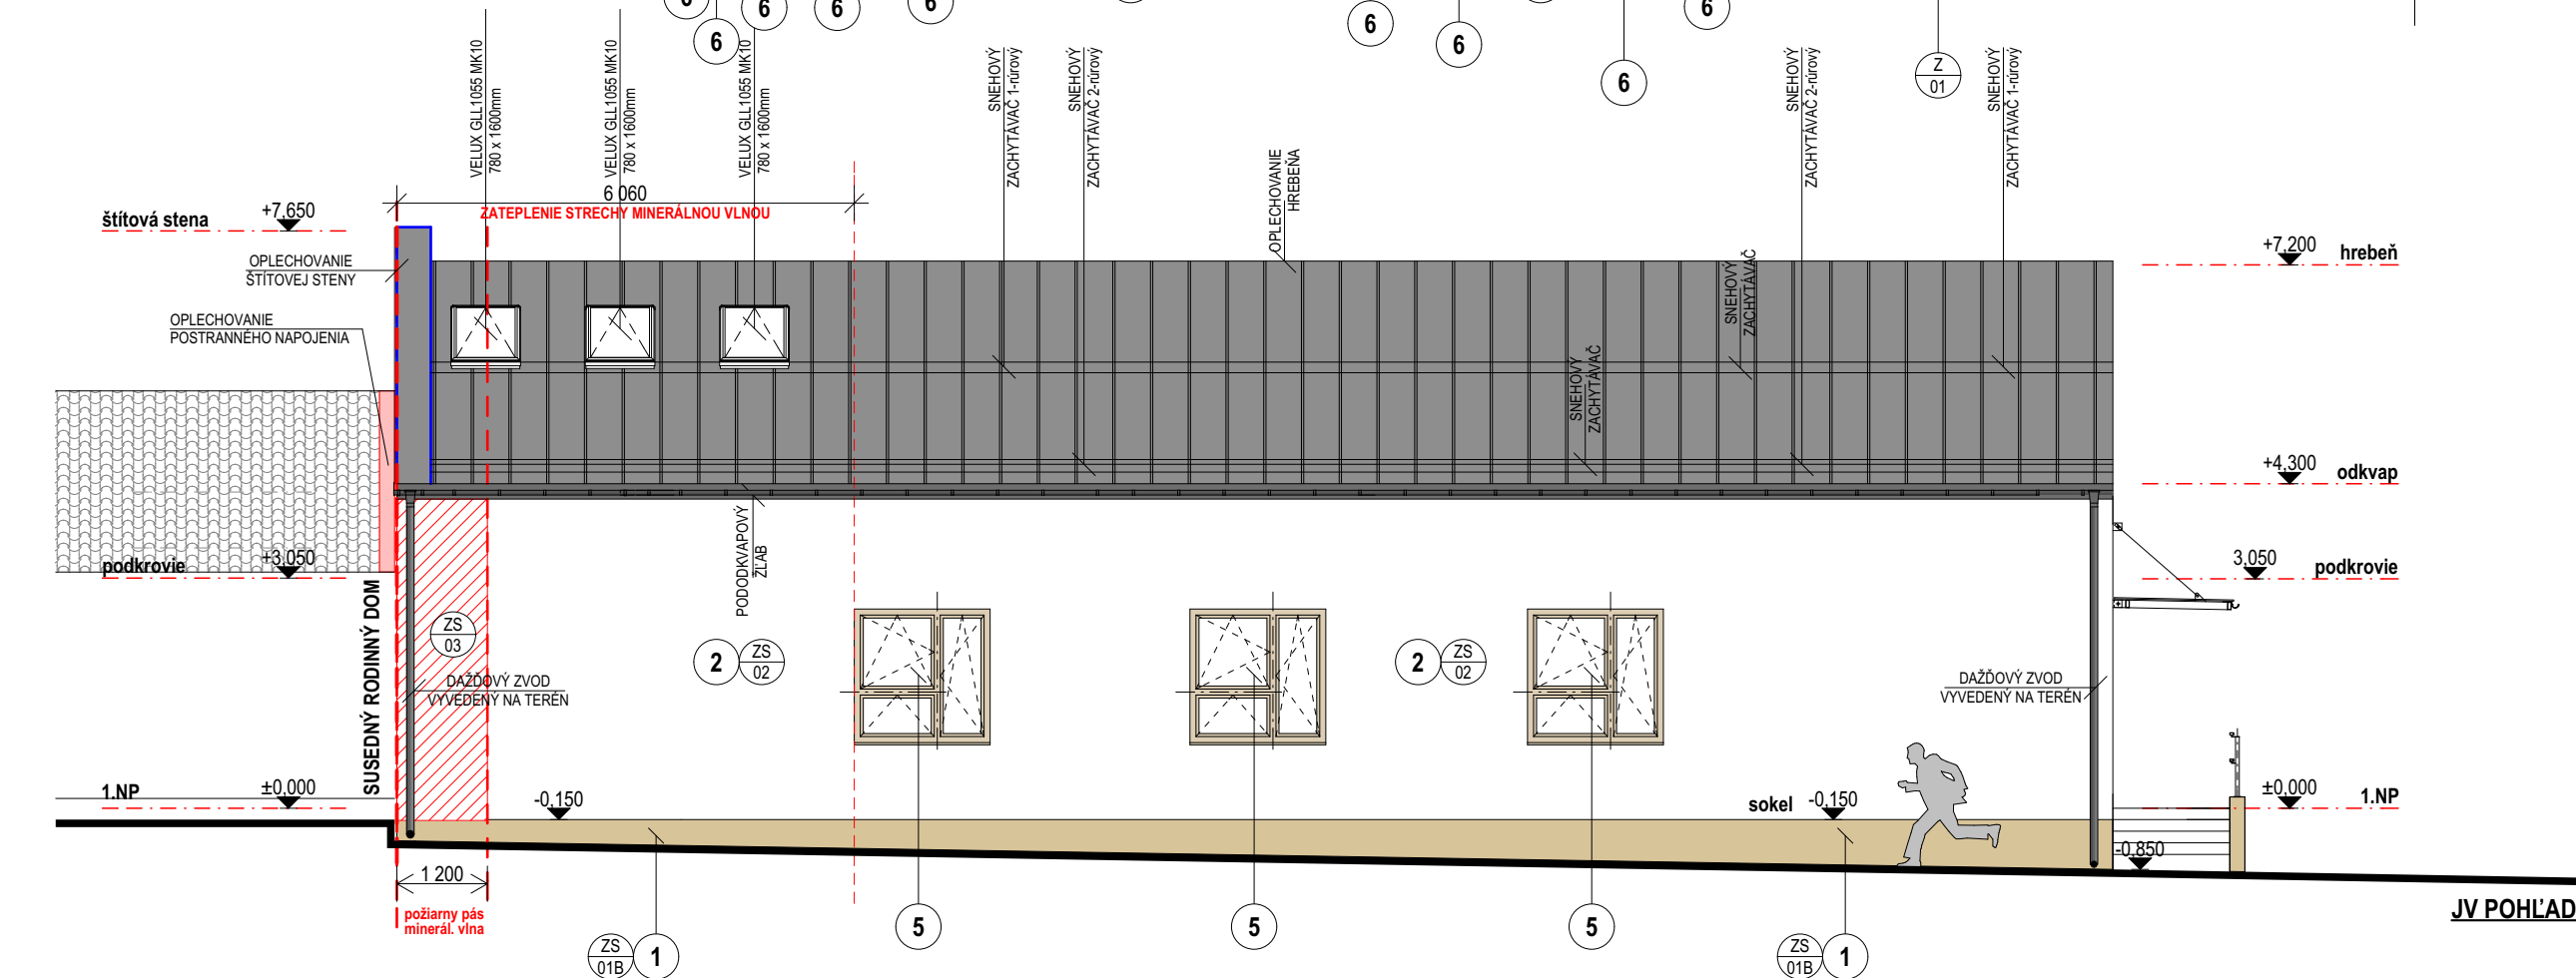 6
6
6
6
6
6
6
6
6
Z
01
VELUX GLL1055 MK10
780 x 1600mm
VELUX GLL1055 MK10
780 x 1600mm
VELUX GLL1055 MK10
780 x 1600mm
SNEHOVÝ
ZACHYTÁVAČ 1-rúrový
SNEHOVÝ
ZACHYTÁVAČ 2-rúrový
OPLECHOVANIE
HREBEŇA
SNEHOVÝ
ZACHYTÁVAČ 2-rúrový
SNEHOVÝ
ZACHYTÁVAČ 1-rúrový
6 060
ZATEPLENIE STRECHY MINERÁLNOU VLNOU
štítová stena
+7,650
OPLECHOVANIE
ŠTÍTOVEJ STENY
OPLECHOVANIE
POSTRANNÉHO NAPOJENIA
+7,200
hrebeň
SNEHOVÝ
ZACHYTÁVAČ
SNEHOVÝ
ZACHYTÁVAČ
+4,300
odkvap
podkrovie
+3,050
3,050
podkrovie
PODODKVAPOVÝ
ŽĽAB
SUSEDNÝ RODINNÝ DOM
ZS
03
2
ZS
02
2
ZS
02
DAŽĎOVÝ ZVOD
VYVEDENÝ NA TERÉN
DAŽĎOVÝ ZVOD
VYVEDENÝ NA TERÉN
1.NP
±0,000
-0,150
sokel
-0,150
±0,000
1.NP
-0,850
1 200
požiarny pás
minerál. vlna
5
5
5
JV POHĽAD
ZS
01B
1
ZS
01B
1